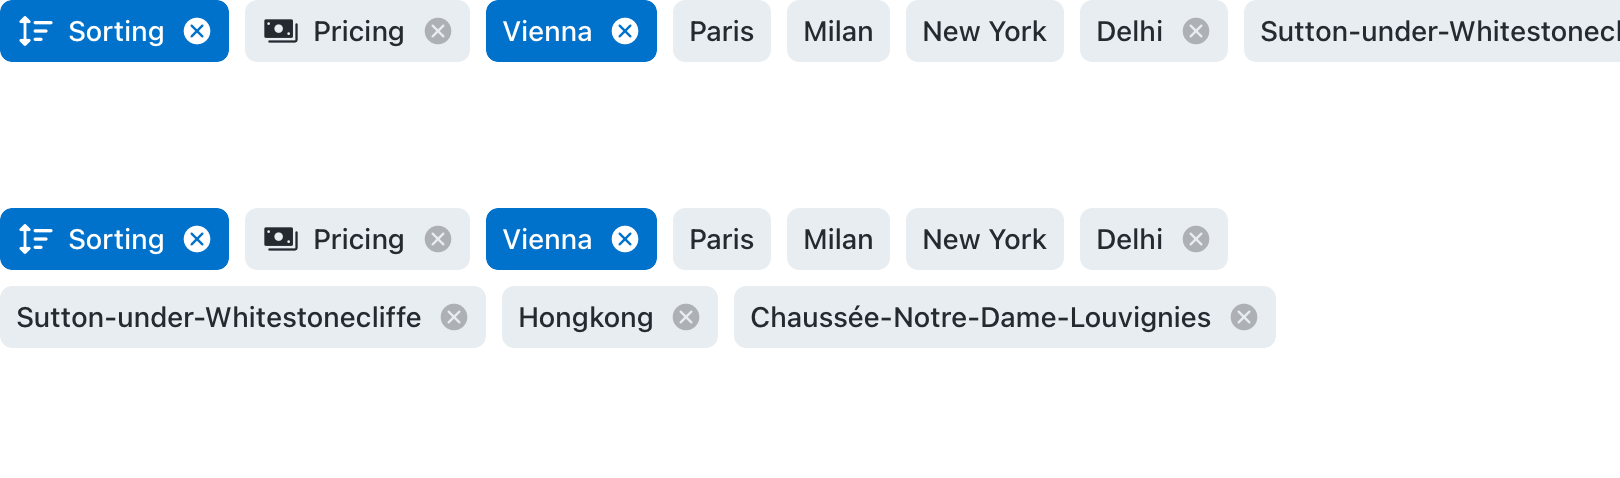 Sorting Pricing Vienna Paris Milan New York Delhi Sutton-under-Whitestonecl
Sorting Pricing Vienna Paris Milan New York Delhi
Sutton-under-Whitestonecliffe Hongkong Chaussée-Notre-Dame-Louvignies